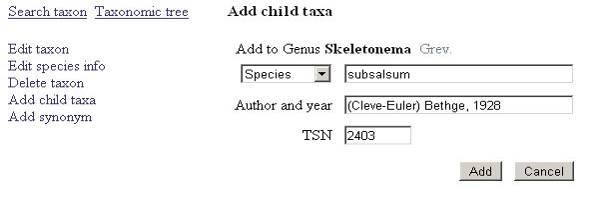 Search taxon Taxonomic tree
Edit taxon
Edit species info
Delete taxon
Add child taxa
Add synonym
Add child taxa
Add to Genus Skeletonema Grev.
Species subsalsum
Author and year (Cleve-Euler) Bethge, 1928
TSN 2403
Add Cancel